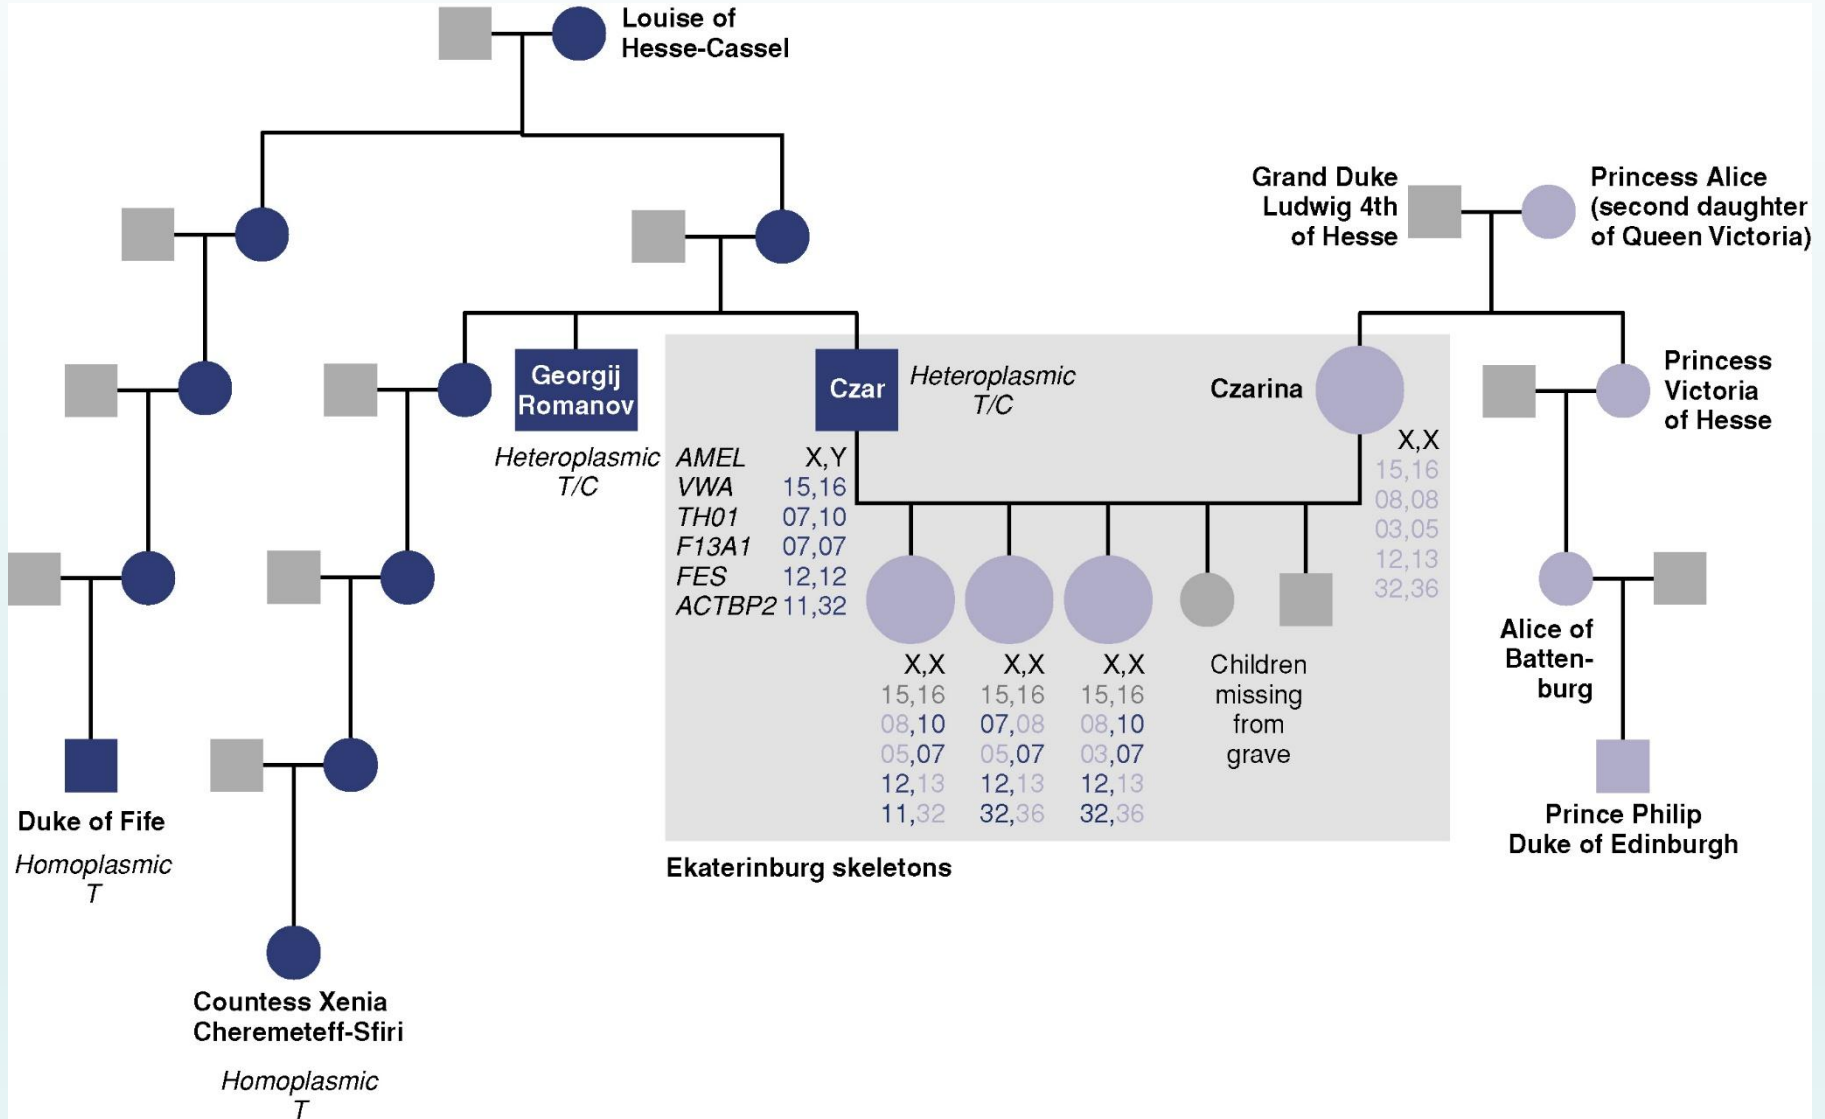 Louise of
Hesse-Cassel
Grand Duke
Ludwig 4th
of Hesse
Princess Alice
(second daughter
of Queen Victoria)
Georgij
Romanov
Heteroplasmic
T/C
Czar
Heteroplasmic
T/C
Czarina
Princess
Victoria
of Hesse
AMEL X,Y
VWA 15,16
TH01 07,10
F13A1 07,07
FES 12,12
ACTBP2 11,32
X,X
15,16
08,08
03,05
12,13
32,36
X,X
15,16
08,10
05,07
12,13
11,32
X,X
15,16
07,08
05,07
12,13
32,36
X,X
15,16
08,10
03,07
12,13
32,36
Children
missing
from
grave
Alice of
Batten-
burg
Duke of Fife
Homoplasmic
T
Ekaterinburg skeletons
Prince Philip
Duke of Edinburgh
Countess Xenia
Cheremeteff-Sfiri
Homoplasmic
T